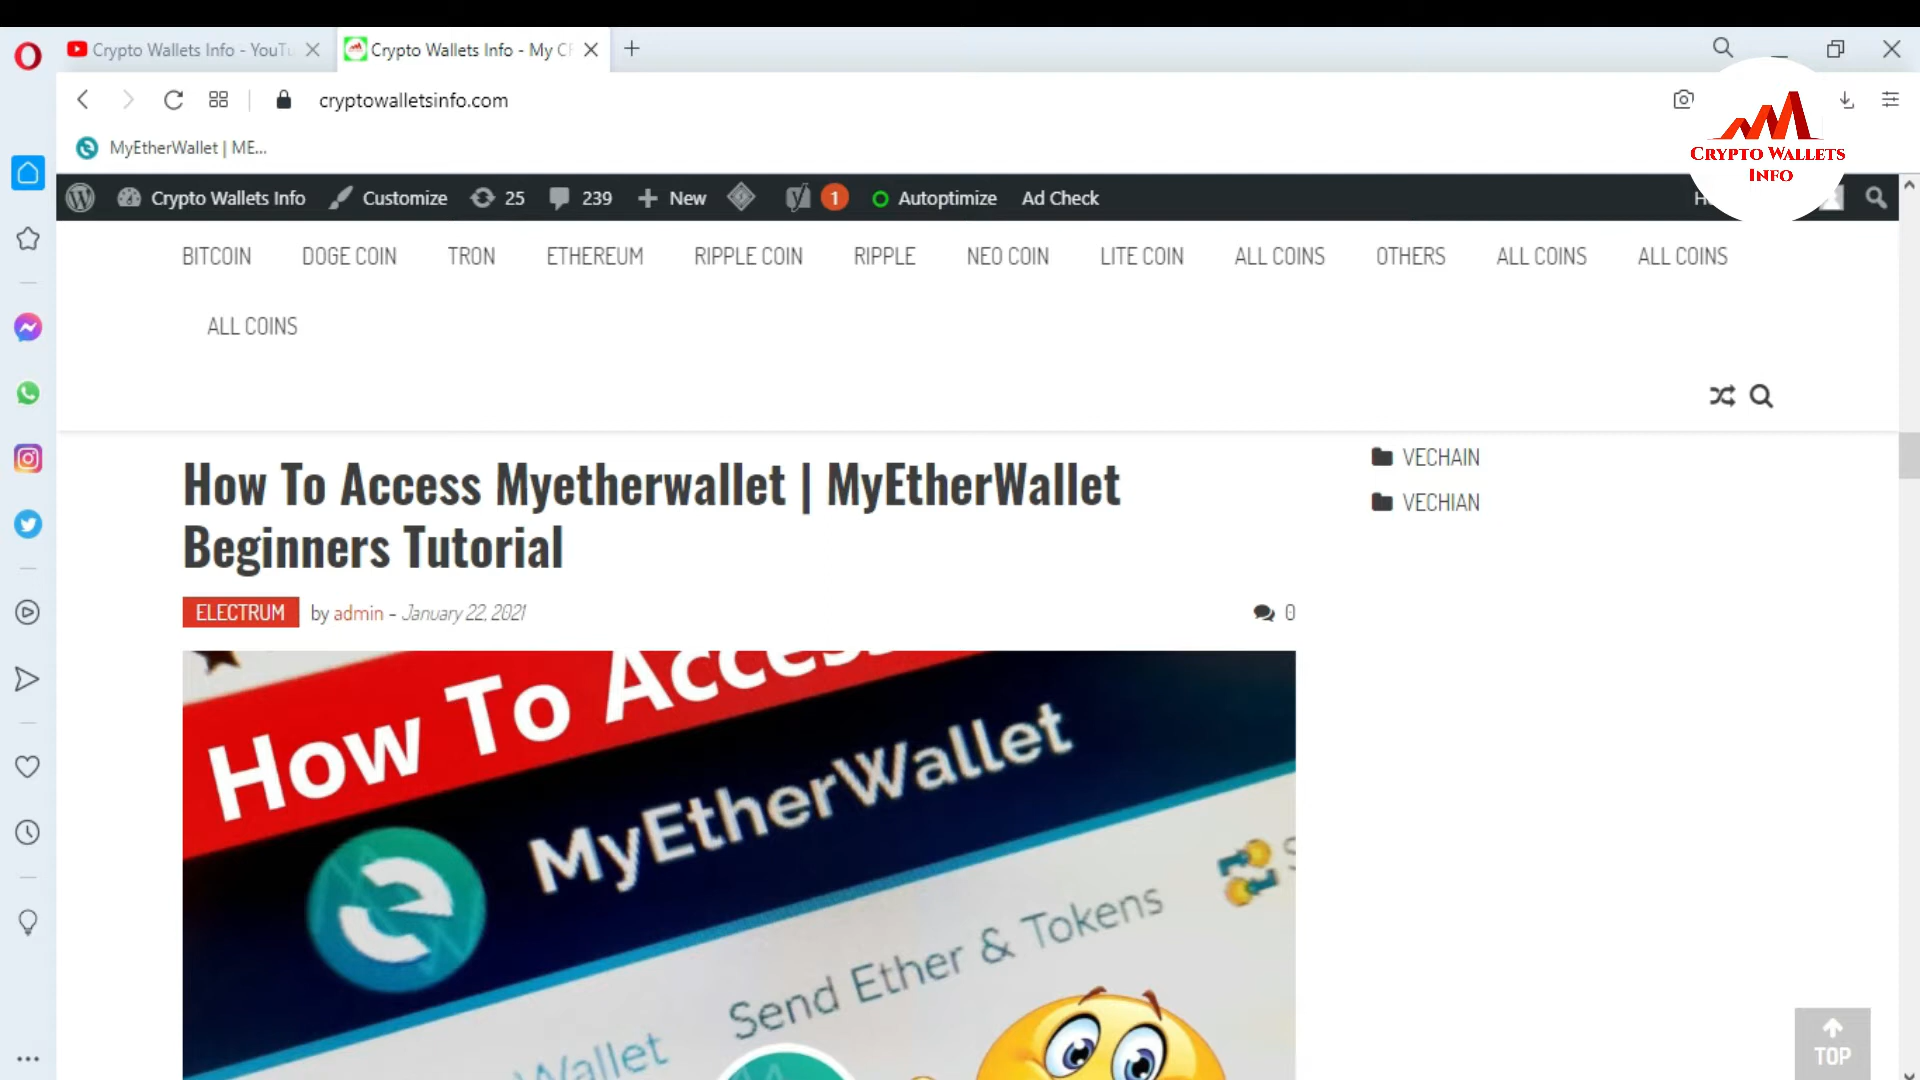 Crypto Wallets Info - YouTu
Crypto Wallets Info - My C
cryptowalletsinfo.com
MyEtherWallet | ME...
CRYPTO WALLETS
INFO
Crypto Wallets Info Customize 25 239 New 1 Autoptimize Ad Check
BITCOIN DOGE COIN TRON ETHEREUM RIPPLE COIN RIPPLE NEO COIN LITE COIN ALL COINS OTHERS ALL COINS ALL COINS
ALL COINS
How To Access Myetherwallet | MyEtherWallet
Beginners Tutorial
ELECTRUM by admin - January 22, 2021 0
VECHAIN
VECHIAN
How To Access
MyEtherWallet
Send Ether & Tokens
Wallet
TOP